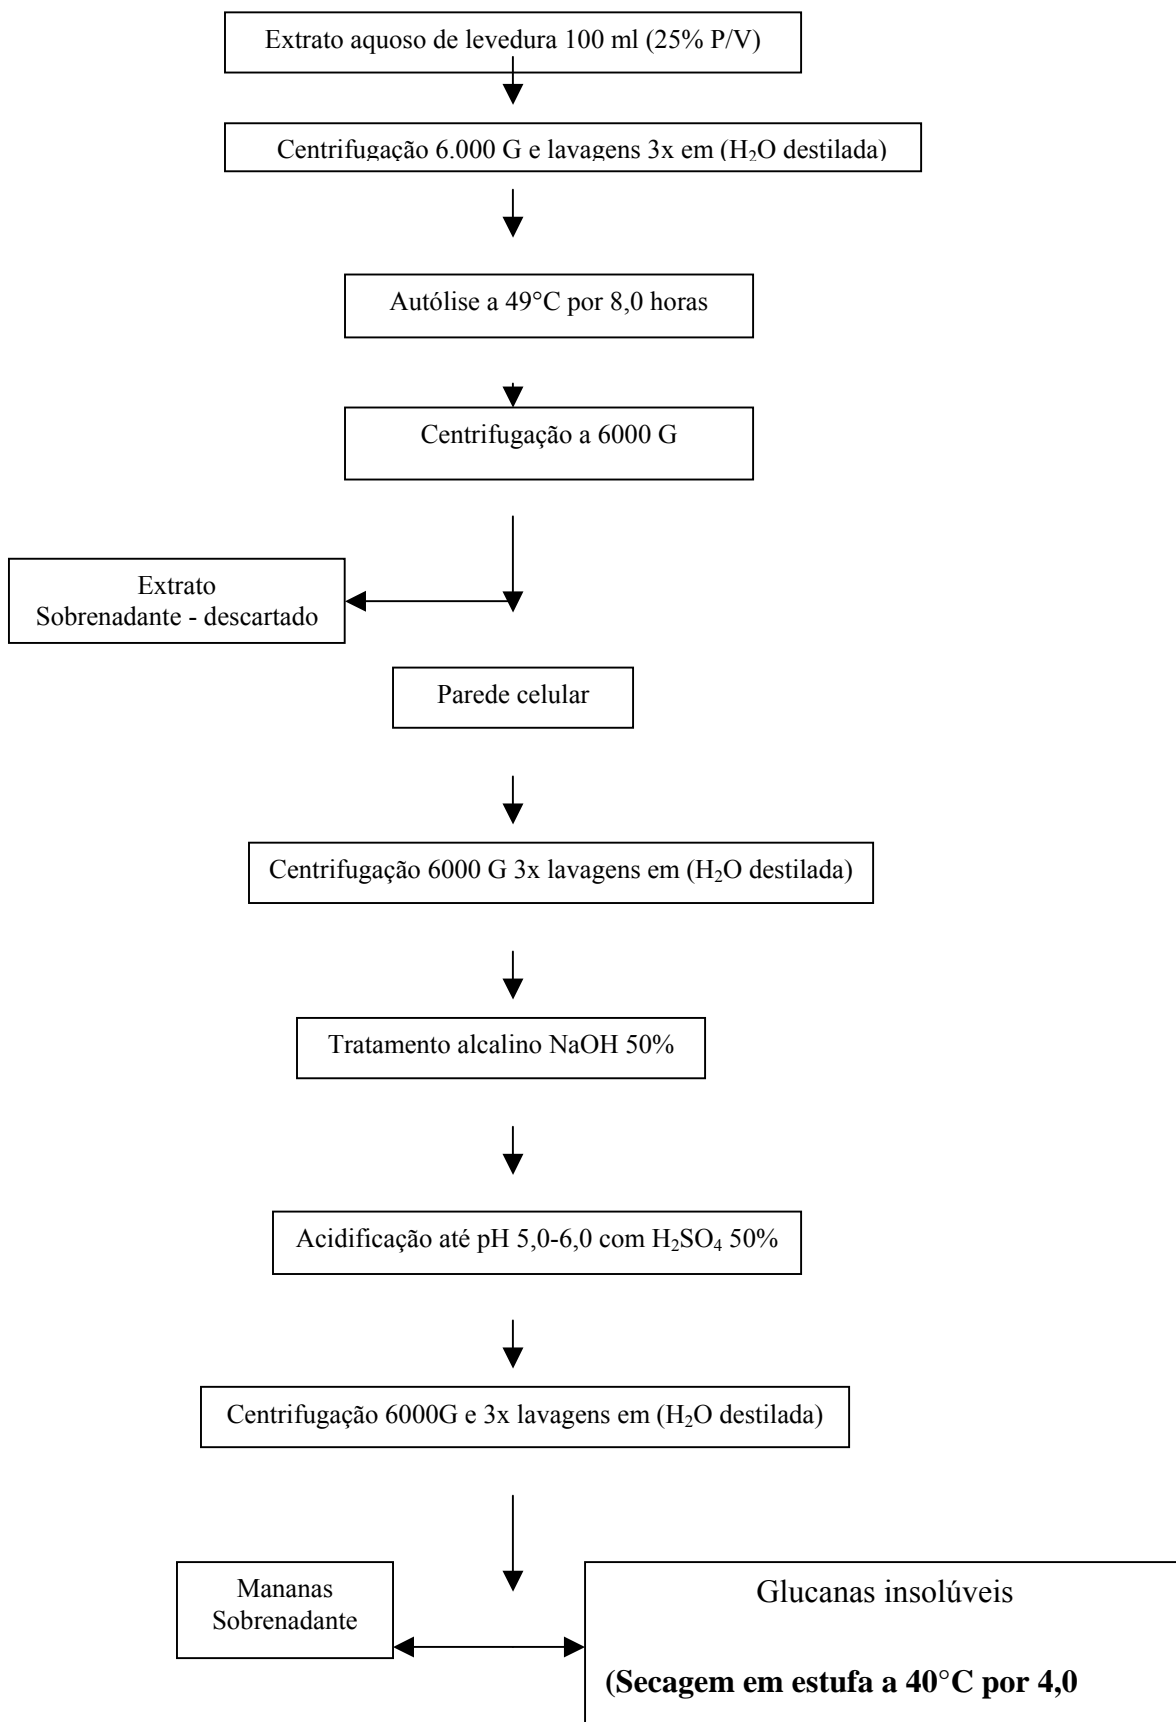 Extrato aquoso de levedura 100 ml (25% P/V)
Centrifugação 6.000 G e lavagens 3x em (H₂O destilada)
Autólise a 49°C por 8,0 horas
Centrifugação a 6000 G
Extrato
Sobrenadante - descartado
Parede celular
Centrifugação 6000 G 3x lavagens em (H₂O destilada)
Tratamento alcalino NaOH 50%
Acidificação até pH 5,0-6,0 com H₂SO₄ 50%
Centrifugação 6000G e 3x lavagens em (H₂O destilada)
Mananas
Sobrenadante
Glucanas insolúveis
(Secagem em estufa a 40°C por 4,0